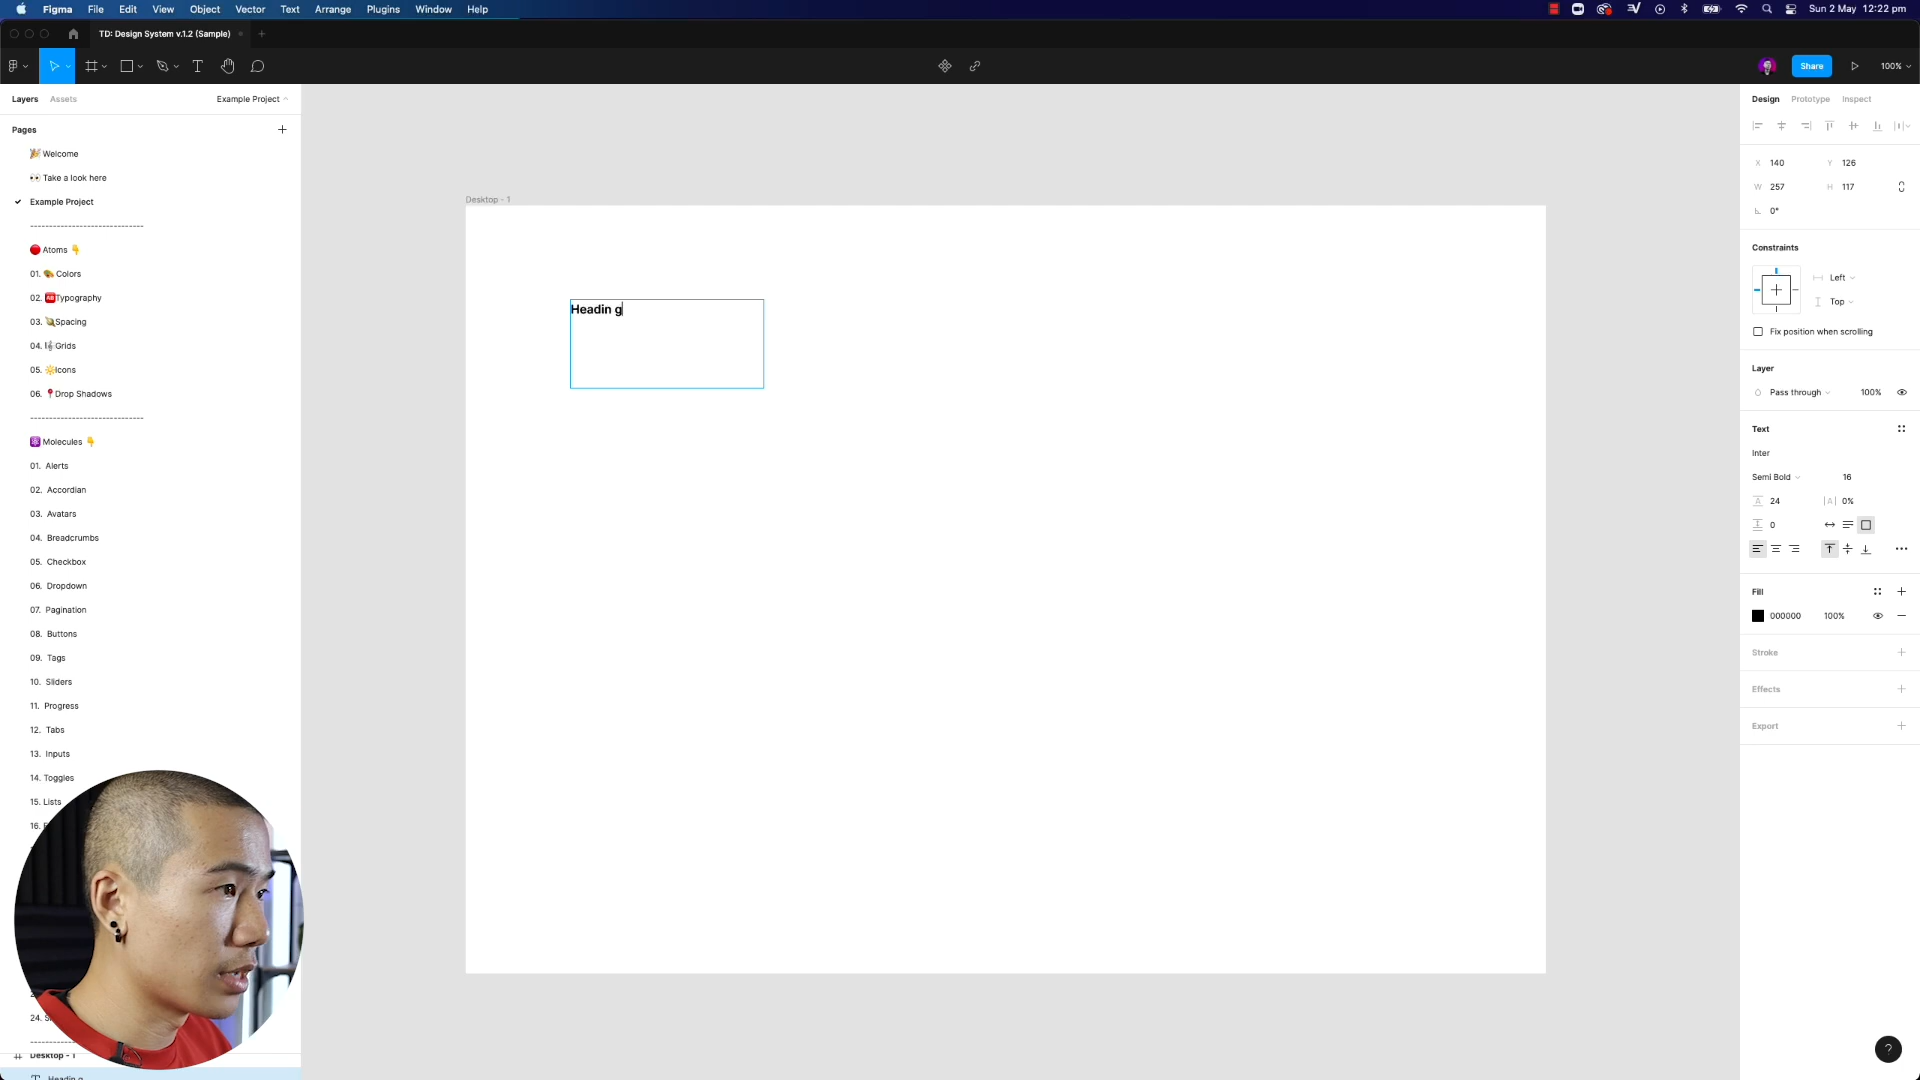 Figma File Edit View Object Vector Text Arrange Plugins Window Help Sun 2 May 12:22 pm
TD: Design System v.1.2 (Sample)
Share 100%
Layers Assets Example Project
Pages
Welcome
Take a look here
Example Project
------------------------------
Atoms
01. Colors
02. Typography
03. Spacing
04. Grids
05. Icons
06. Drop Shadows
------------------------------
Molecules
01. Alerts
02. Accordian
03. Avatars
04. Breadcrumbs
05. Checkbox
06. Dropdown
07. Pagination
08. Buttons
09. Tags
10. Sliders
11. Progress
12. Tabs
13. Inputs
14. Toggles
15. Lists
16.
24.
Desktop - 1
Headin g
Desktop - 1
Headin g
Design Prototype Inspect
X 140 Y 126
W 257 H 117
0°
Constraints
Left
Top
Fix position when scrolling
Layer
Pass through 100%
Text
Inter
Semi Bold 16
24 0%
0
Fill
000000 100%
Stroke
Effects
Export
?